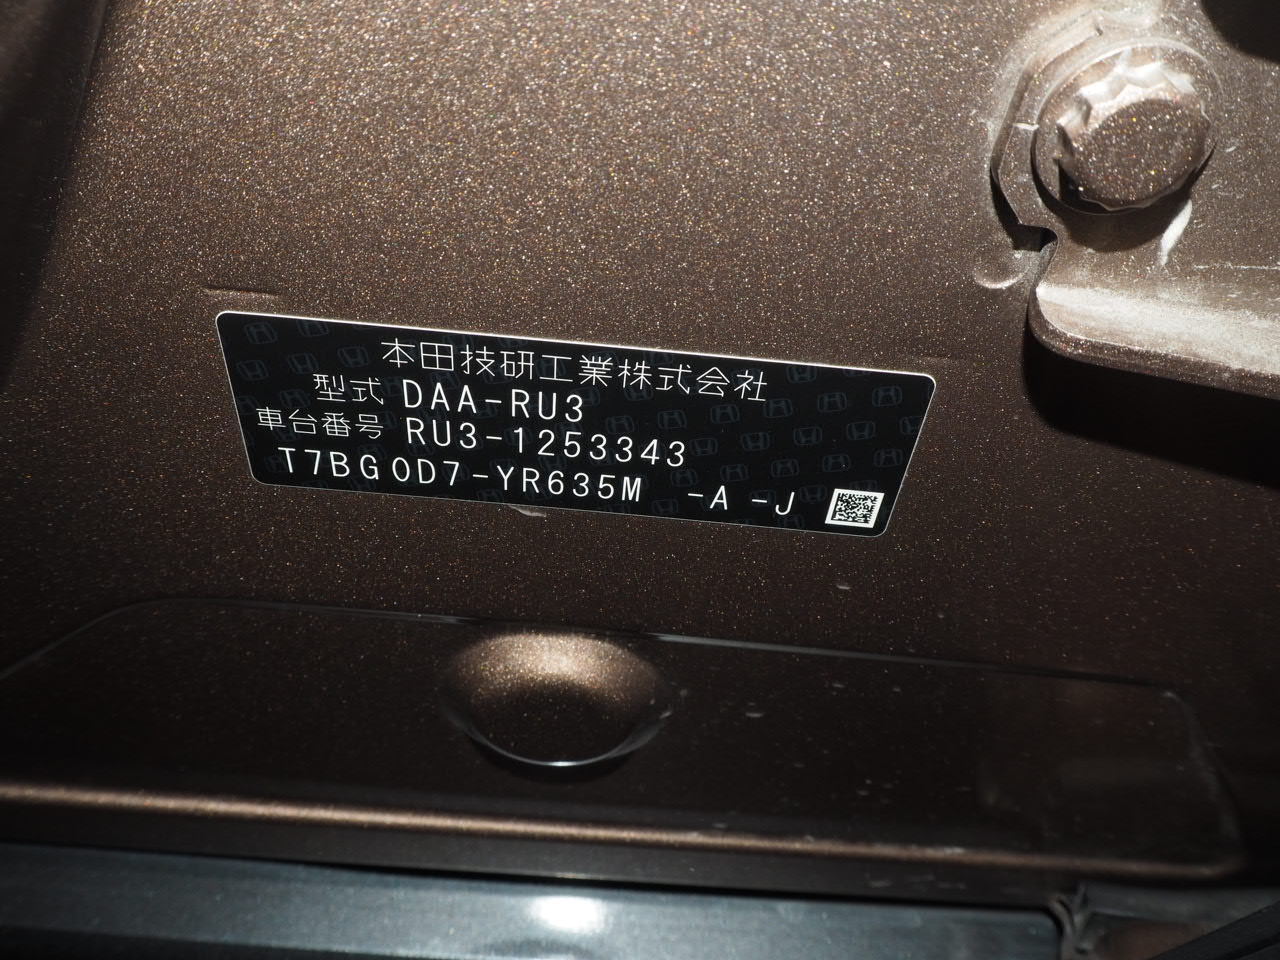 本田技研工業株式会社
型式 DAA-RU3
車台番号 RU3-1253343
T7BG0D7-YR635M -A -J